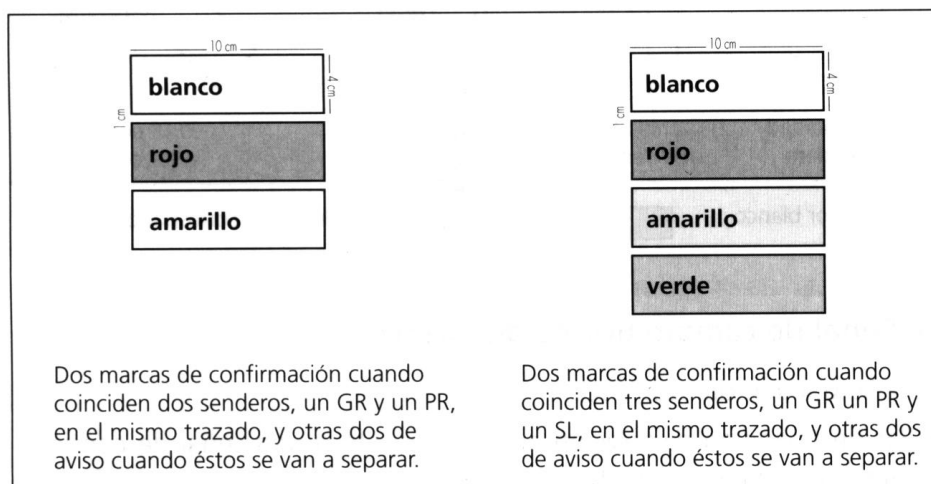 10 cm
blanco
4 cm
1 cm
rojo
amarillo
Dos marcas de confirmación cuando
coinciden dos senderos, un GR y un PR,
en el mismo trazado, y otras dos de
aviso cuando éstos se van a separar.
10 cm
blanco
4 cm
1 cm
rojo
amarillo
verde
Dos marcas de confirmación cuando
coinciden tres senderos, un GR un PR y
un SL, en el mismo trazado, y otras dos
de aviso cuando éstos se van a separar.